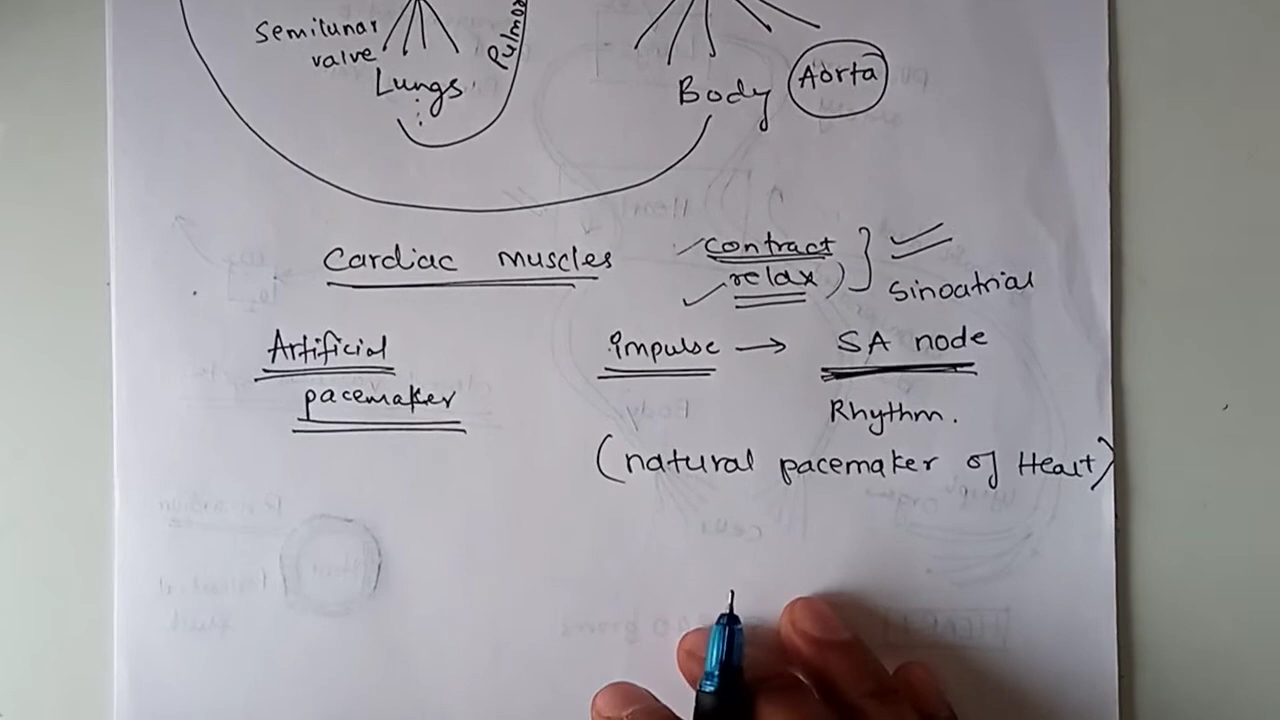 Semilunar
valve
Lungs
Body
Aorta
Cardiac muscles
contract
relax
Sinoatrial
Artificial
pacemaker
impulse → SA node
Rhythm.
(natural pacemaker of Heart)